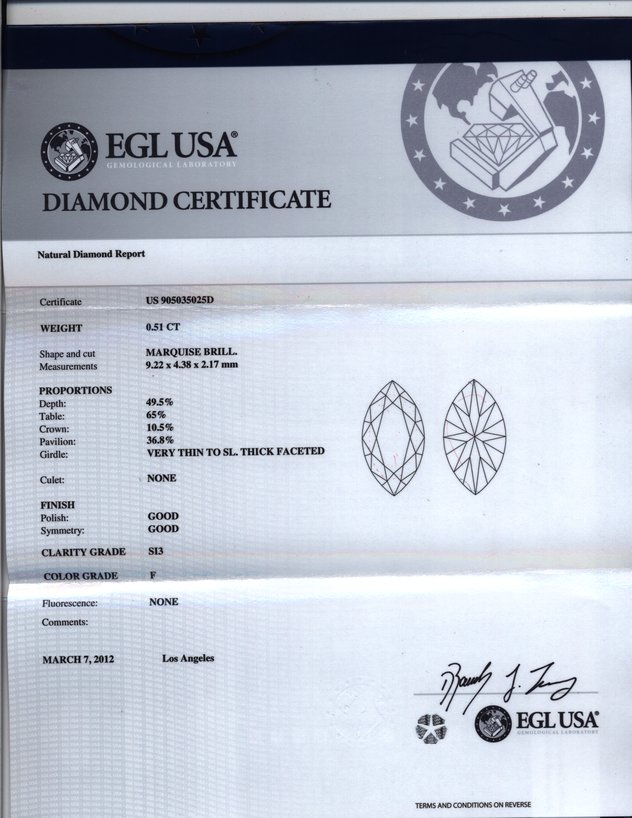 EGL USA®
GEMOLOGICAL LABORATORY
DIAMOND CERTIFICATE
Natural Diamond Report
Certificate US 905035025D
WEIGHT 0.51 CT
Shape and cut MARQUISE BRILL.
Measurements 9.22 x 4.38 x 2.17 mm
PROPORTIONS
Depth: 49.5%
Table: 65%
Crown: 10.5%
Pavilion: 36.8%
Girdle: VERY THIN TO SL. THICK FACETED
Culet: NONE
FINISH
Polish: GOOD
Symmetry: GOOD
CLARITY GRADE SI3
COLOR GRADE F
Fluorescence: NONE
Comments:
MARCH 7, 2012 Los Angeles
EGL USA®
GEMOLOGICAL LABORATORY
TERMS AND CONDITIONS ON REVERSE